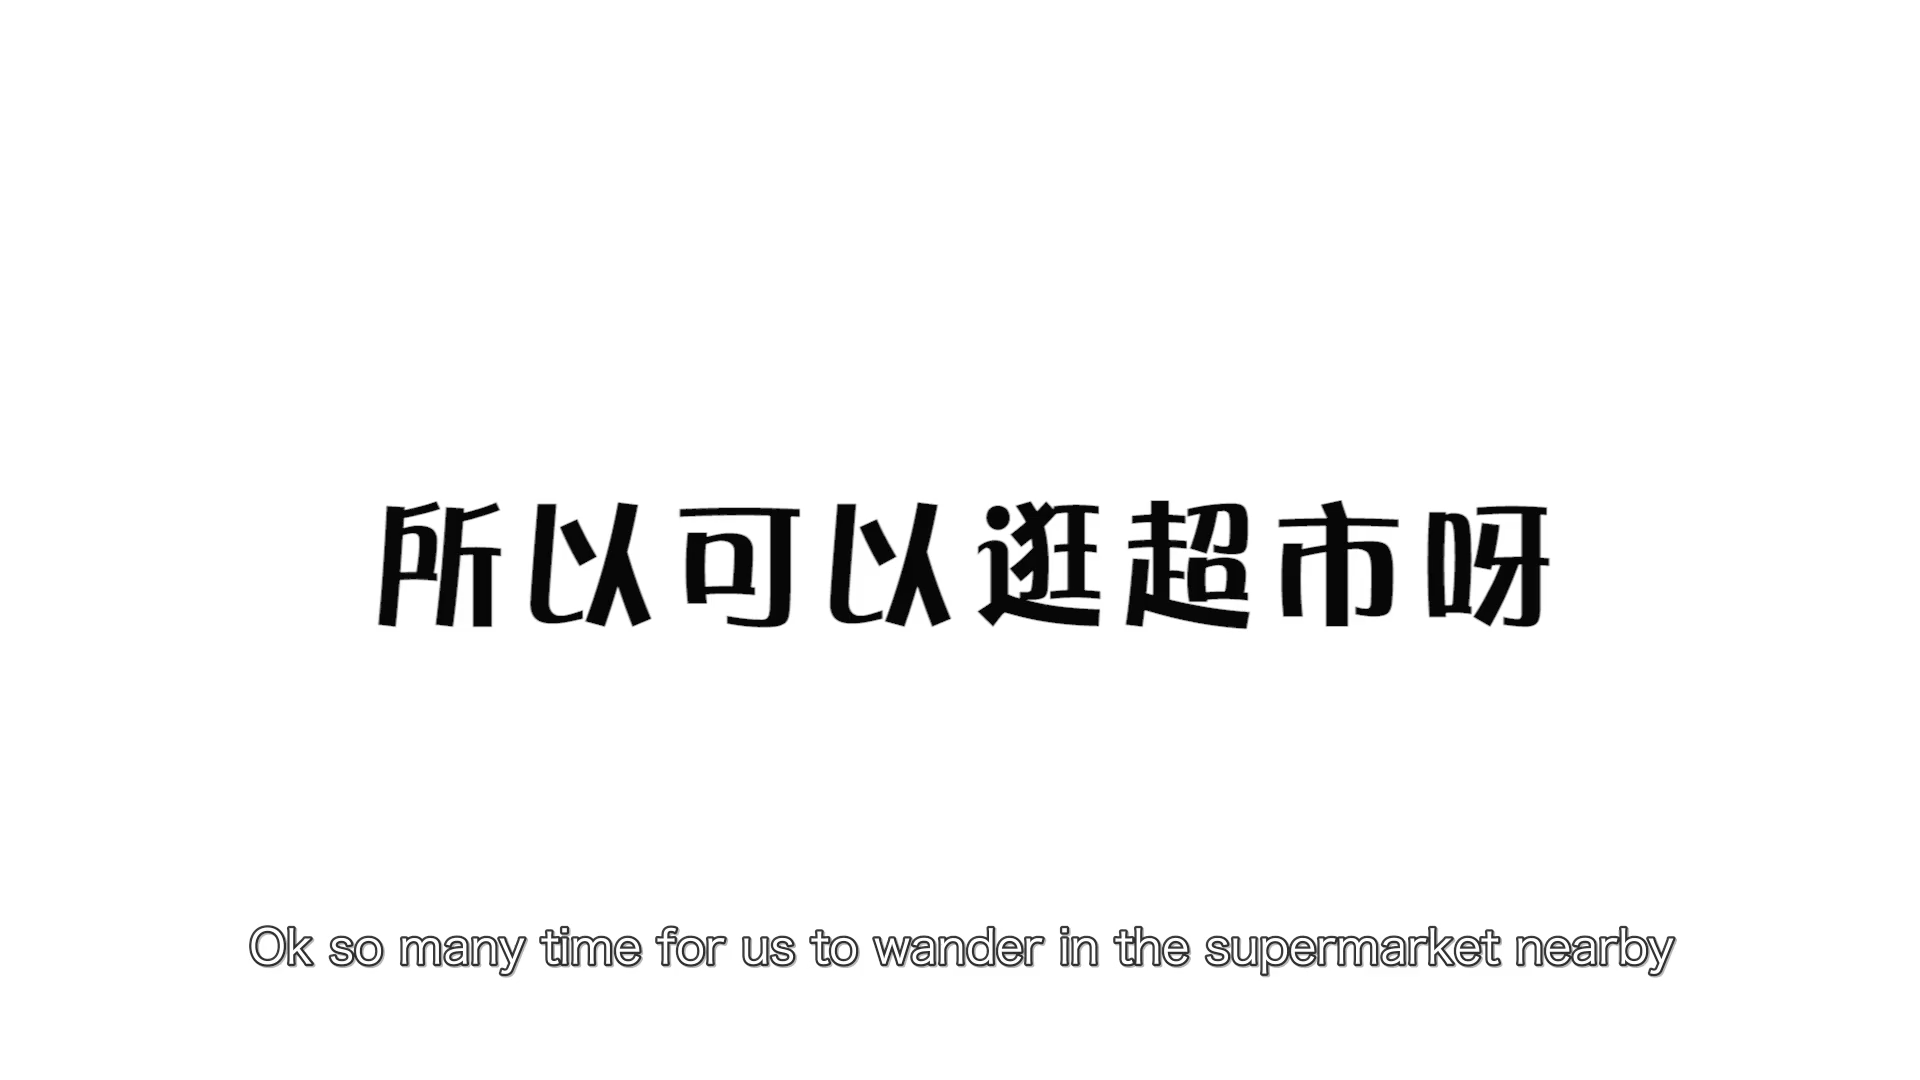 所以可以逛超市呀
Ok so many time for us to wander in the supermarket nearby